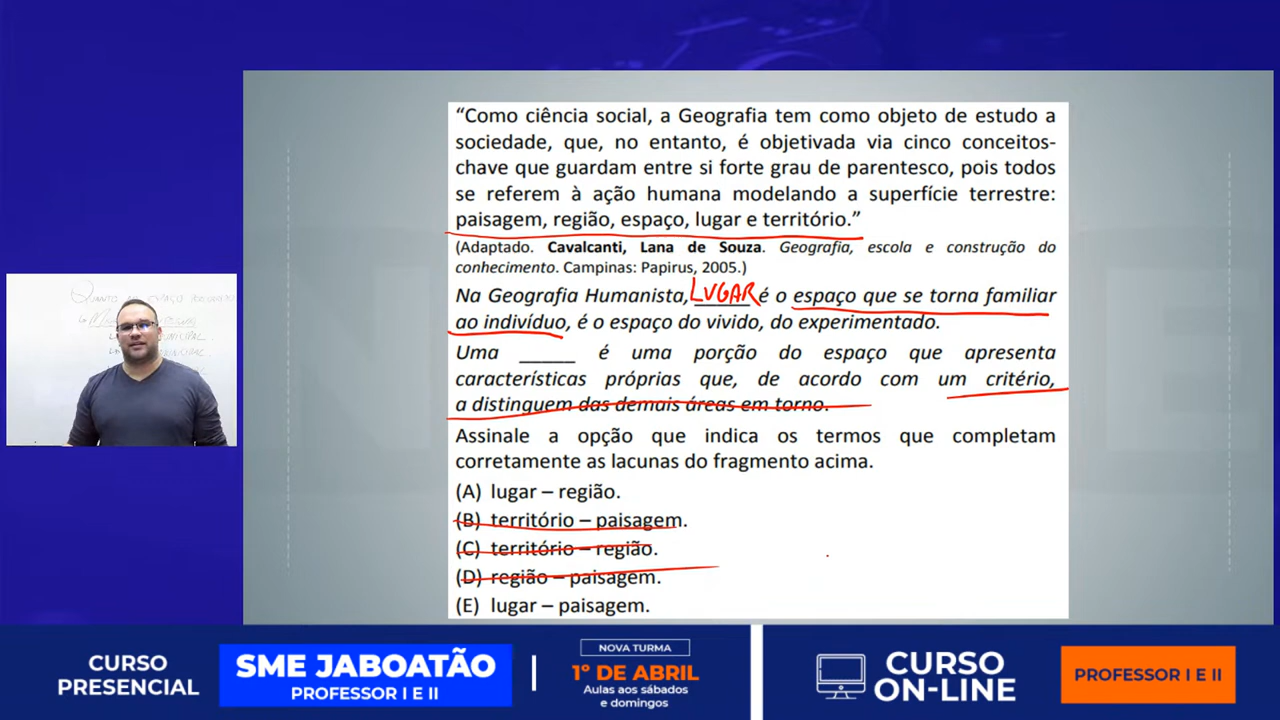 “Como ciência social, a Geografia tem como objeto de estudo a
sociedade, que, no entanto, é objetivada via cinco conceitos-
chave que guardam entre si forte grau de parentesco, pois todos
se referem à ação humana modelando a superfície terrestre:
paisagem, região, espaço, lugar e território.”
(Adaptado. Cavalcanti, Lana de Souza. Geografia, escola e construção do
conhecimento. Campinas: Papirus, 2005.)
Na Geografia Humanista, LUGAR é o espaço que se torna familiar
ao indivíduo, é o espaço do vivido, do experimentado.
Uma _____ é uma porção do espaço que apresenta
características próprias que, de acordo com um critério,
a distinguem das demais áreas em torno.
Assinale a opção que indica os termos que completam
corretamente as lacunas do fragmento acima.
(A) lugar – região.
(B) território – paisagem.
(C) território – região.
(D) região – paisagem.
(E) lugar – paisagem.
CURSO
PRESENCIAL
SME JABOATÃO
PROFESSOR I E II
NOVA TURMA
1º DE ABRIL
Aulas aos sábados
e domingos
CURSO
ON-LINE
PROFESSOR I E II